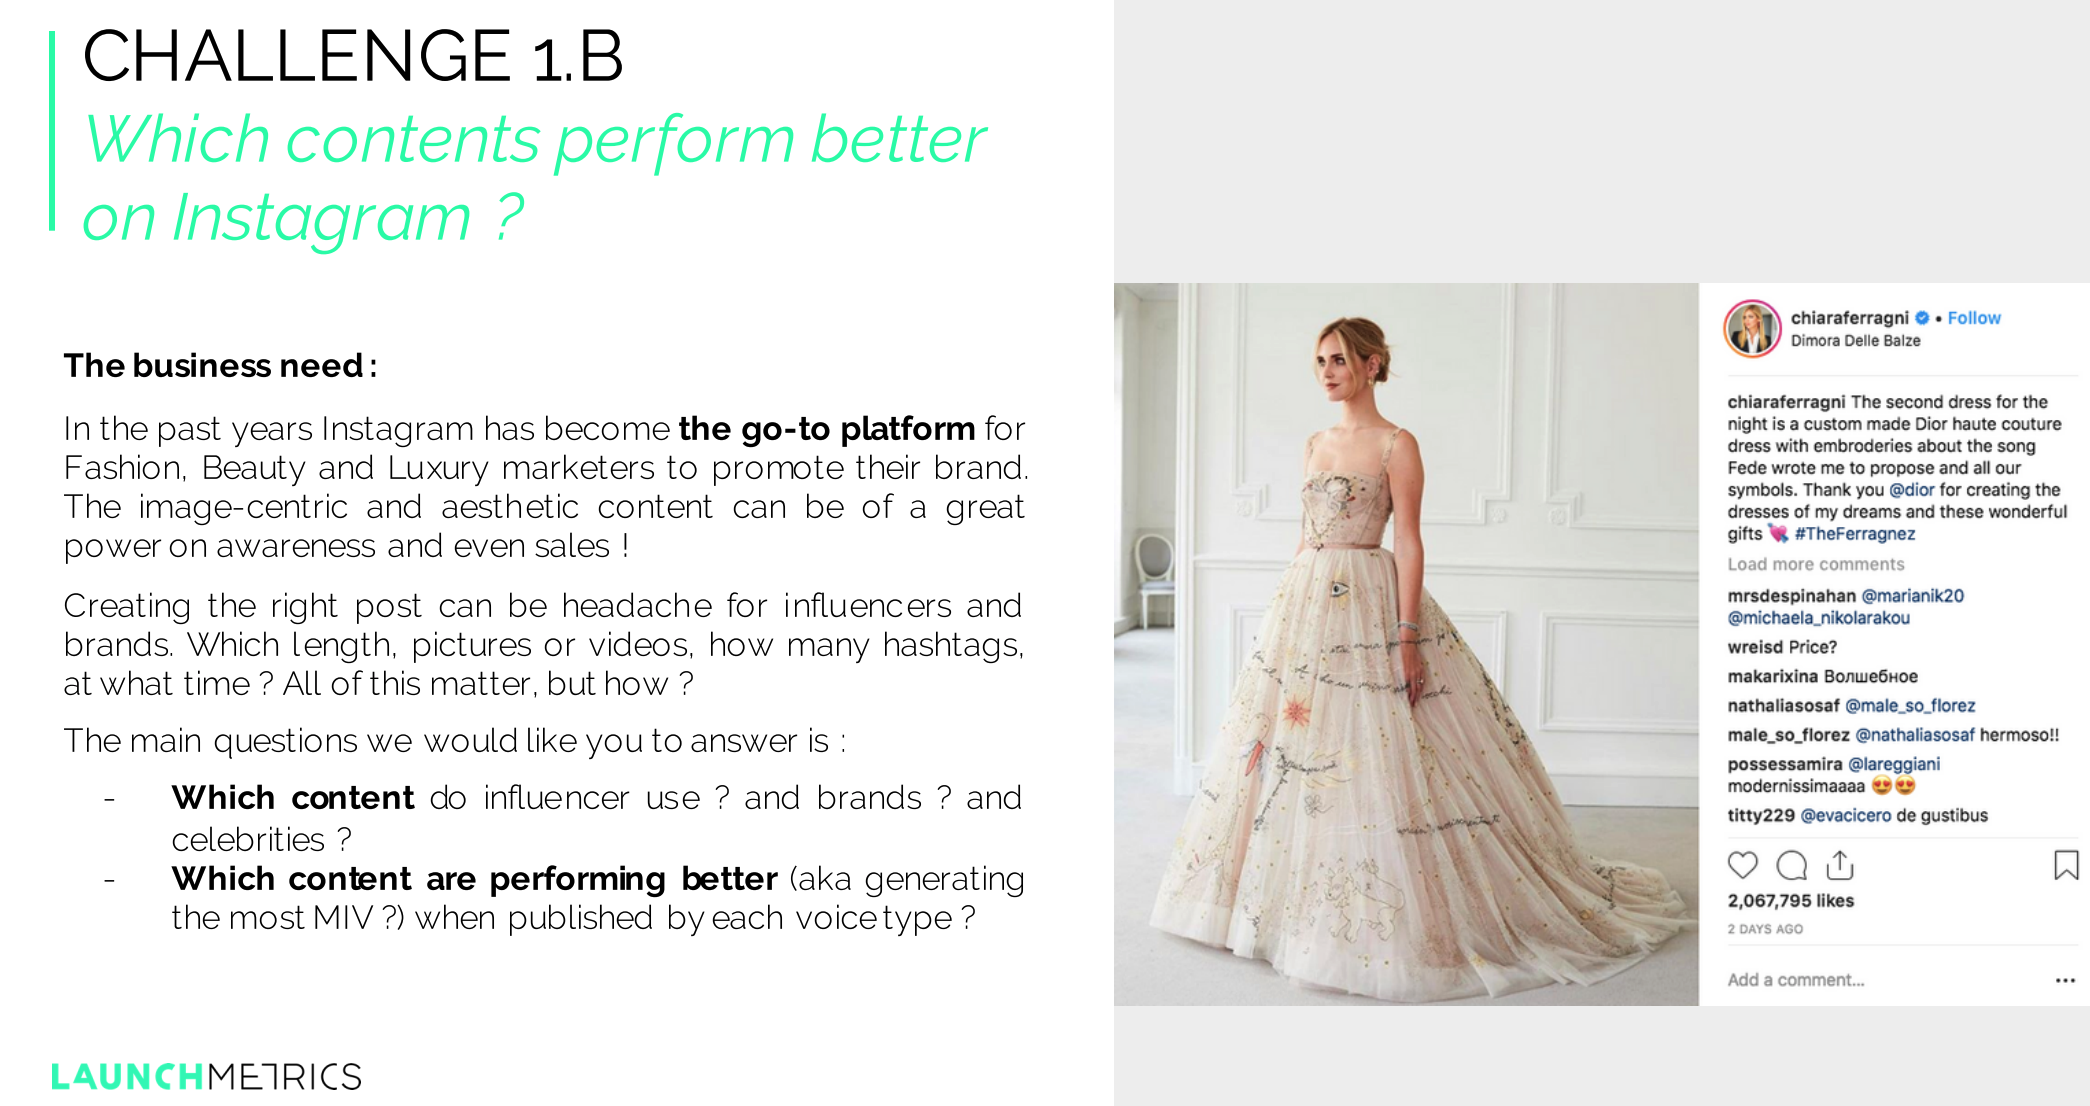 CHALLENGE 1.B
Which contents perform better
on Instagram ?
The business need :
In the past years Instagram has become the go-to platform for
Fashion, Beauty and Luxury marketers to promote their brand.
The image-centric and aesthetic content can be of a great
power on awareness and even sales !
Creating the right post can be headache for influencers and
brands. Which length, pictures or videos, how many hashtags,
at what time ? All of this matter, but how ?
The main questions we would like you to answer is :
- Which content do influencer use ? and brands ? and
celebrities ?
- Which content are performing better (aka generating
the most MIV ?) when published by each voice type ?
LAUNCHMETRICS
chiaraferragni • Follow
Dimora Delle Balze
chiaraferragni The second dress for the
night is a custom made Dior haute couture
dress with embroderies about the song
Fede wrote me to propose and all our
symbols. Thank you @dior for creating the
dresses of my dreams and these wonderful
gifts 💘 #TheFerragnez
Load more comments
mrsdespinahan @marianik20
@michaela_nikolarakou
wreisd Price?
makarixina Волшебное
nathaliasosaf @male_so_florez
male_so_florez @nathaliasosaf hermoso!!
possessamira @lareggiani
modernissimaaaa 😍😍
titty229 @evacicero de gustibus
2,067,795 likes
2 DAYS AGO
Add a comment...